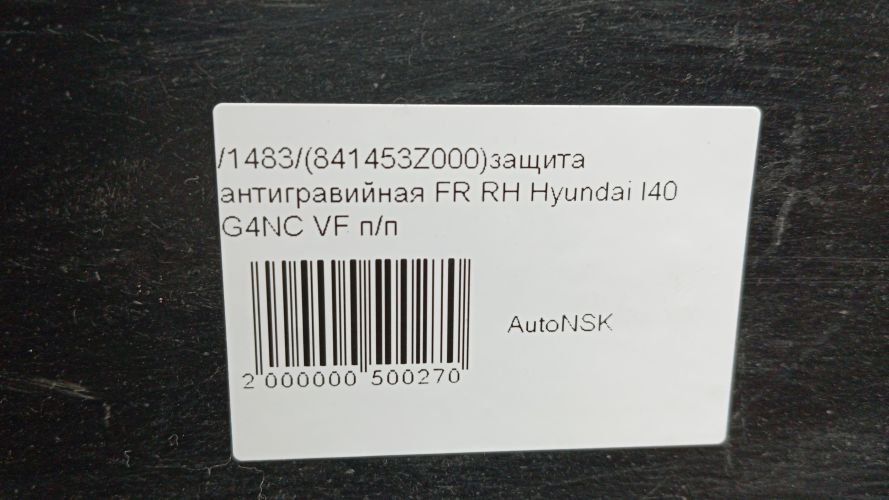 /1483/(841453Z000)защита
антигравийная FR RH Hyundai I40
G4NC VF п/п
AutoNSK
2 000000 500270